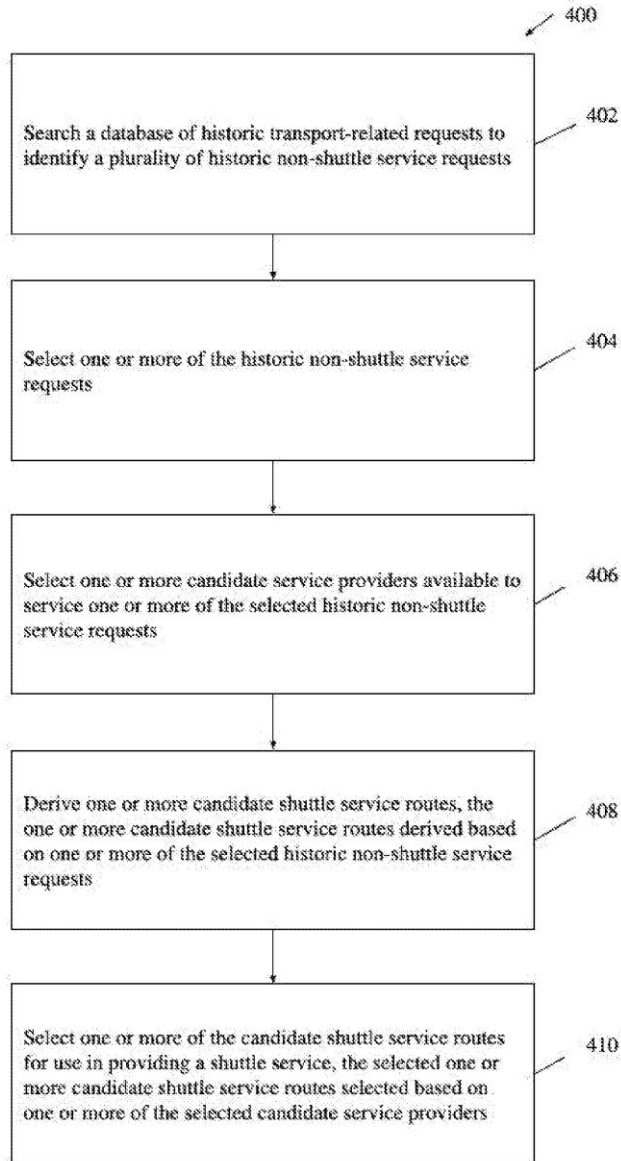 400
Search a database of historic transport-related requests to
identify a plurality of historic non-shuttle service requests
402
Select one or more of the historic non-shuttle service
requests
404
Select one or more candidate service providers available to
service one or more of the selected historic non-shuttle
service requests
406
Derive one or more candidate shuttle service routes, the
one or more candidate shuttle service routes derived based
on one or more of the selected historic non-shuttle service
requests
408
Select one or more of the candidate shuttle service routes
for use in providing a shuttle service, the selected one or
more candidate shuttle service routes selected based on
one or more of the selected candidate service providers
410